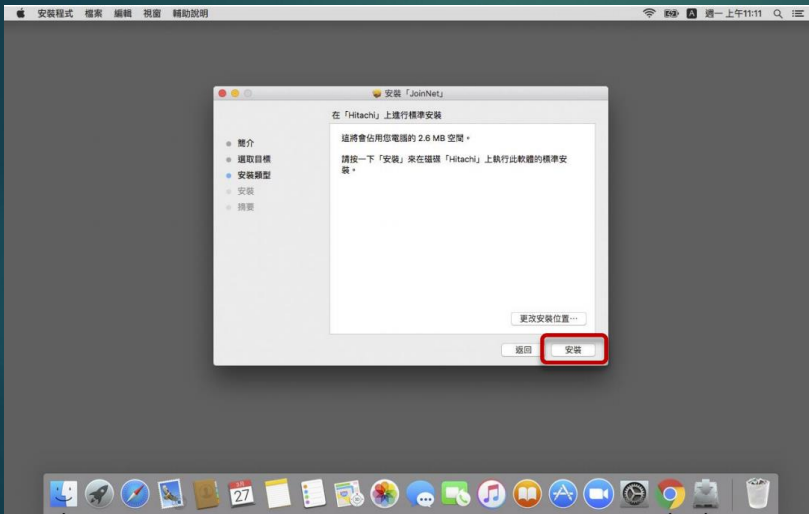 安裝程式 檔案 編輯 視窗 輔助說明
週一上午11:11
安裝「JoinNet」
在「Hitachi」上進行標準安裝
簡介
選取目標
安裝類型
安裝
摘要
這將會佔用您電腦的 2.6 MB 空間。
請按一下「安裝」來在磁碟「Hitachi」上執行此軟體的標準安
裝。
更改安裝位置⋯
返回 安裝
27